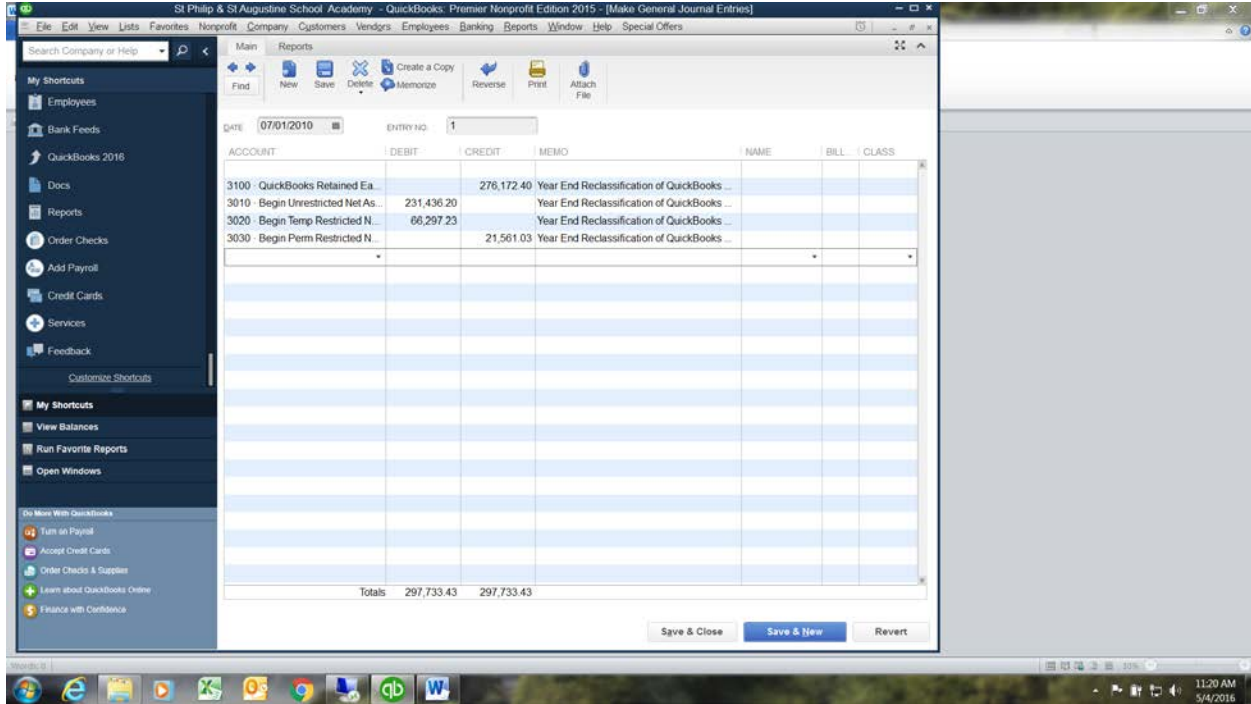 St Philip & St Augustine School Academy - QuickBooks: Premier Nonprofit Edition 2015 - [Make General Journal Entries]
File Edit View Lists Favorites Nonprofit Company Customers Vendors Employees Banking Reports Window Help Special Offers
Search Company or Help
My Shortcuts
Employees
Bank Feeds
QuickBooks 2016
Docs
Reports
Order Checks
Add Payroll
Credit Cards
Services
Feedback
Customize Shortcuts
My Shortcuts
View Balances
Run Favorite Reports
Open Windows
Do More With QuickBooks
Turn on Payroll
Accept Credit Cards
Order Checks & Supplies
Learn about QuickBooks Online
Finance with Confidence
Main Reports
Find New Save Delete Create a Copy Memorize Reverse Print Attach File
DATE 07/01/2010 ENTRY NO. 1
ACCOUNT DEBIT CREDIT MEMO NAME BILL... CLASS
3100 · QuickBooks Retained Ea... 276,172.40 Year End Reclassification of QuickBooks ...
3010 · Begin Unrestricted Net As... 231,436.20 Year End Reclassification of QuickBooks ...
3020 · Begin Temp Restricted N... 66,297.23 Year End Reclassification of QuickBooks ...
3030 · Begin Perm Restricted N... 21,561.03 Year End Reclassification of QuickBooks ...
Totals 297,733.43 297,733.43
Save & Close Save & New Revert
Words: 0
11:20 AM
5/4/2016